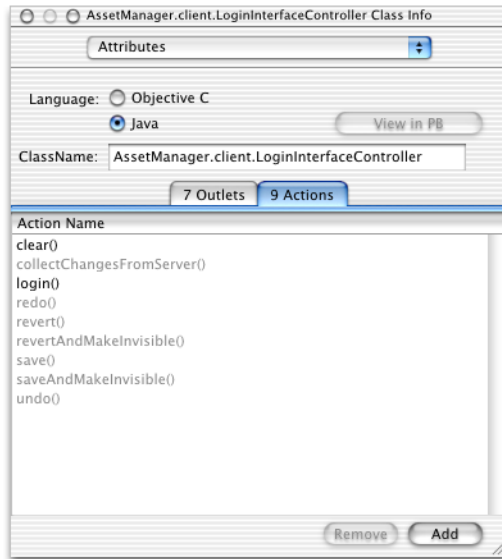 AssetManager.client.LoginInterfaceController Class Info
Attributes
Language: Objective C
Java View in PB
ClassName: AssetManager.client.LoginInterfaceController
7 Outlets 9 Actions
Action Name
clear()
collectChangesFromServer()
login()
redo()
revert()
revertAndMakeInvisible()
save()
saveAndMakeInvisible()
undo()
Remove Add